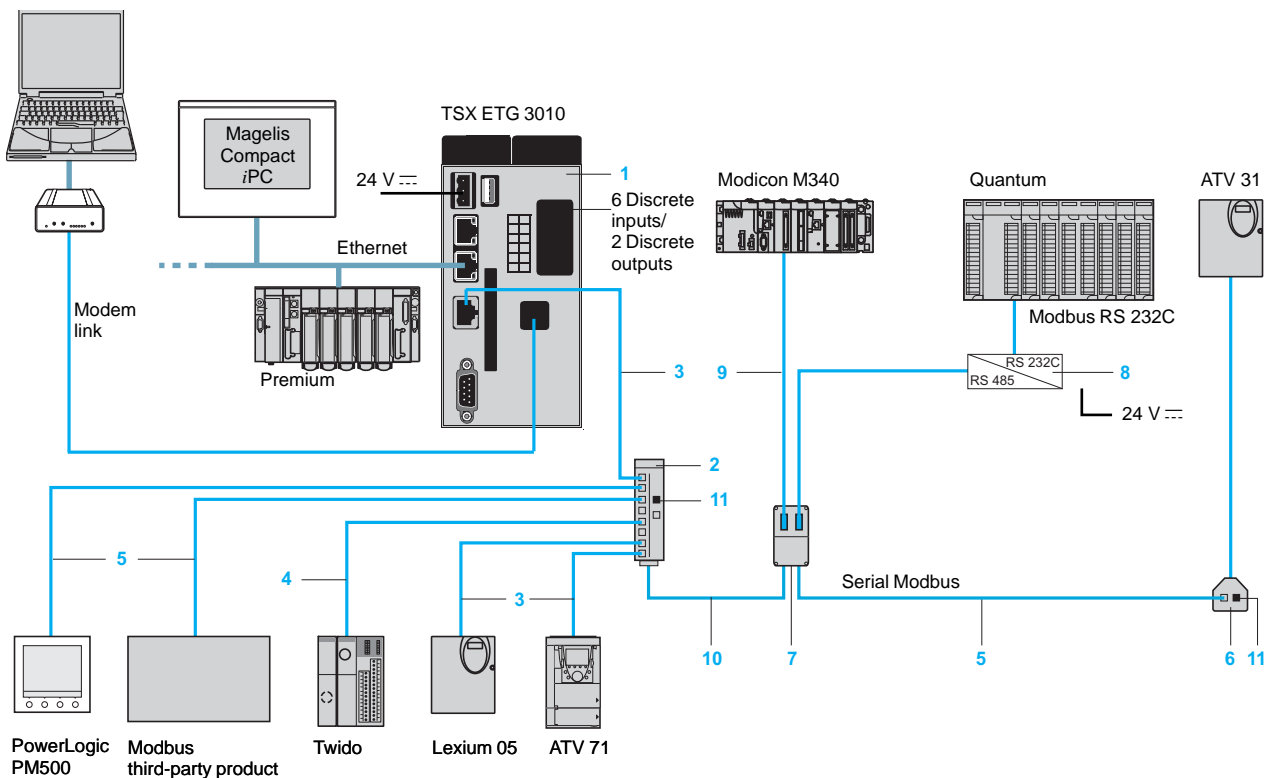 TSX ETG 3010
Magelis
Compact
iPC
24 V
1
6 Discrete
inputs/
2 Discrete
outputs
Modicon M340
Quantum
ATV 31
Ethernet
Modem
link
Premium
Modbus RS 232C
3
9
RS 232C
RS 485
8
24 V
2
11
5
4
3
Serial Modbus
10
7
5
6
11
PowerLogic
PM500
Modbus
third-party product
Twido
Lexium 05
ATV 71